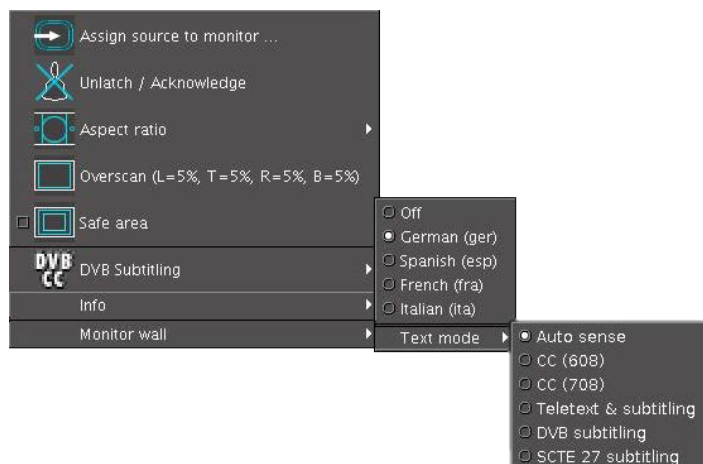 Assign source to monitor ...
Unlatch / Acknowledge
Aspect ratio
Overscan (L=5%, T=5%, R=5%, B=5%)
Safe area
DVB
CC
DVB Subtitling
Info
Monitor wall
Off
German (ger)
Spanish (esp)
French (fra)
Italian (ita)
Text mode
Auto sense
CC (608)
CC (708)
Teletext & subtitling
DVB subtitling
SCTE 27 subtitling